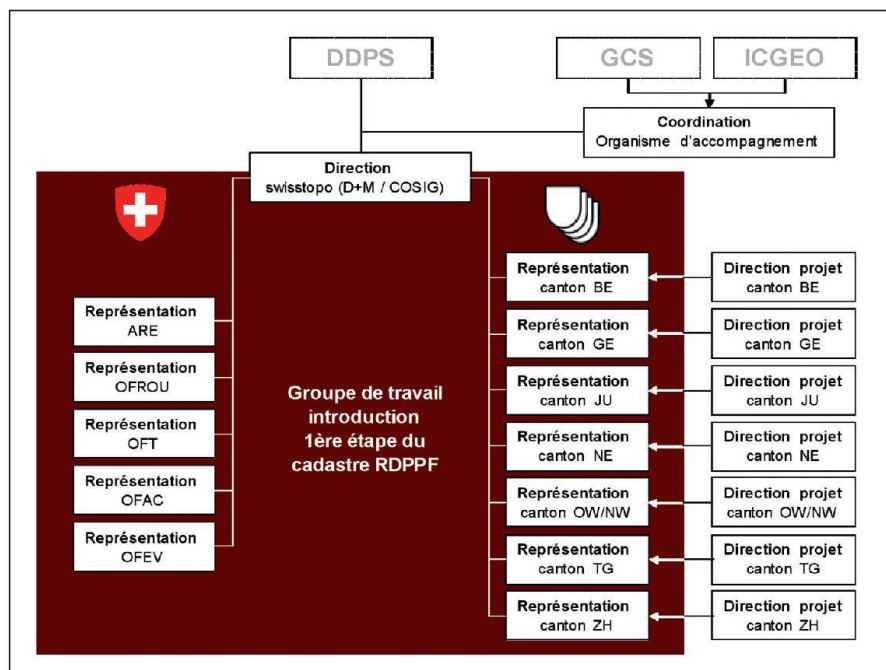 DDPS
GCS
ICGEO
Coordination
Organisme d'accompagnement
Direction
swisstopo (D+M / COSIG)
Représentation
ARE
Représentation
OFROU
Représentation
OFT
Représentation
OFAC
Représentation
OFEV
Groupe de travail
introduction
1ère étape du
cadastre RDPPF
Représentation
canton BE
Direction projet
canton BE
Représentation
canton GE
Direction projet
canton GE
Représentation
canton JU
Direction projet
canton JU
Représentation
canton NE
Direction projet
canton NE
Représentation
canton OW/NW
Direction projet
canton OW/NW
Représentation
canton TG
Direction projet
canton TG
Représentation
canton ZH
Direction projet
canton ZH